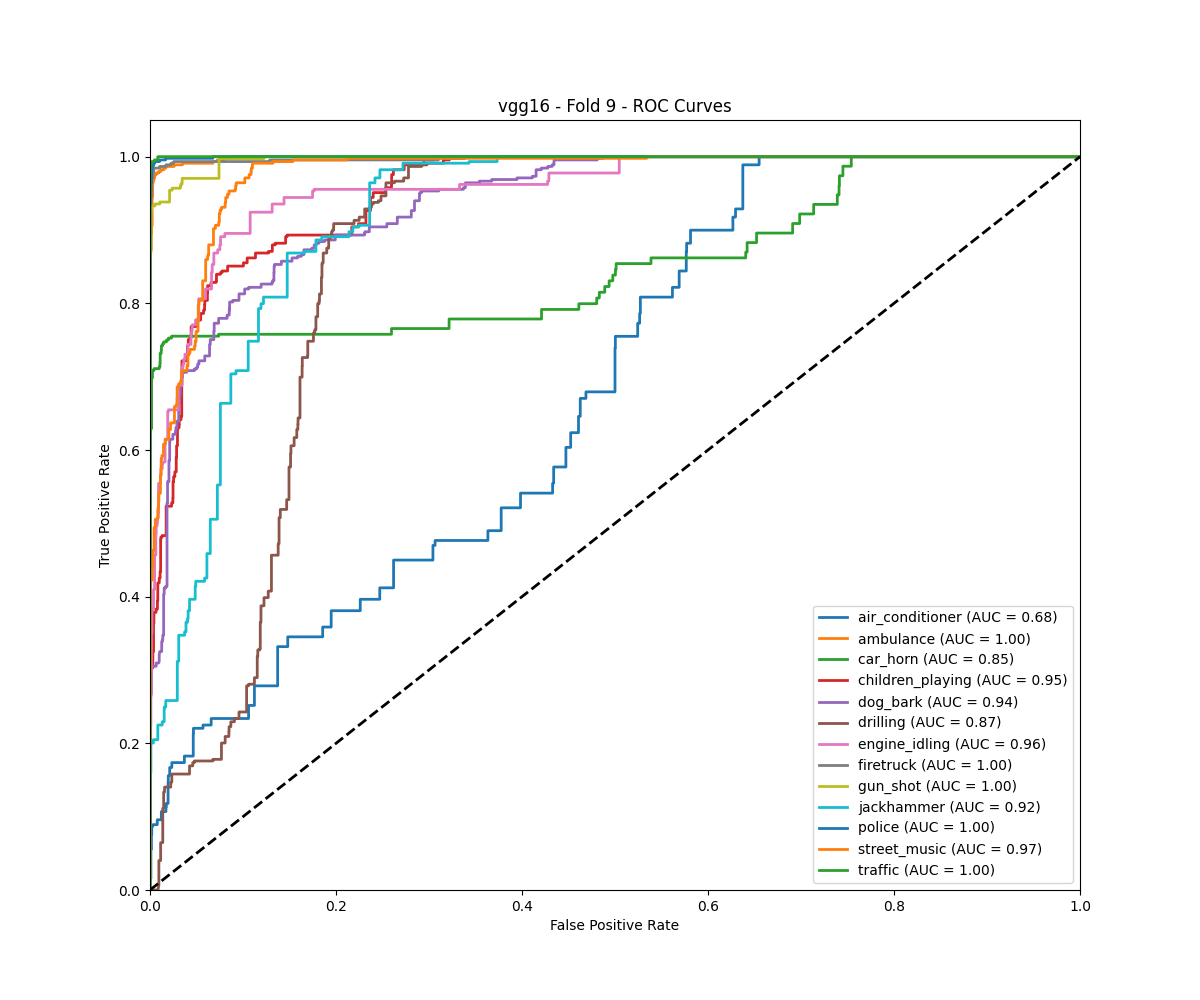 vgg16 - Fold 9 - ROC Curves
1.0
0.8
0.6
0.4
0.2
0.0
True Positive Rate
0.0 0.2 0.4 0.6 0.8 1.0
False Positive Rate
air_conditioner (AUC = 0.68)
ambulance (AUC = 1.00)
car_horn (AUC = 0.85)
children_playing (AUC = 0.95)
dog_bark (AUC = 0.94)
drilling (AUC = 0.87)
engine_idling (AUC = 0.96)
firetruck (AUC = 1.00)
gun_shot (AUC = 1.00)
jackhammer (AUC = 0.92)
police (AUC = 1.00)
street_music (AUC = 0.97)
traffic (AUC = 1.00)